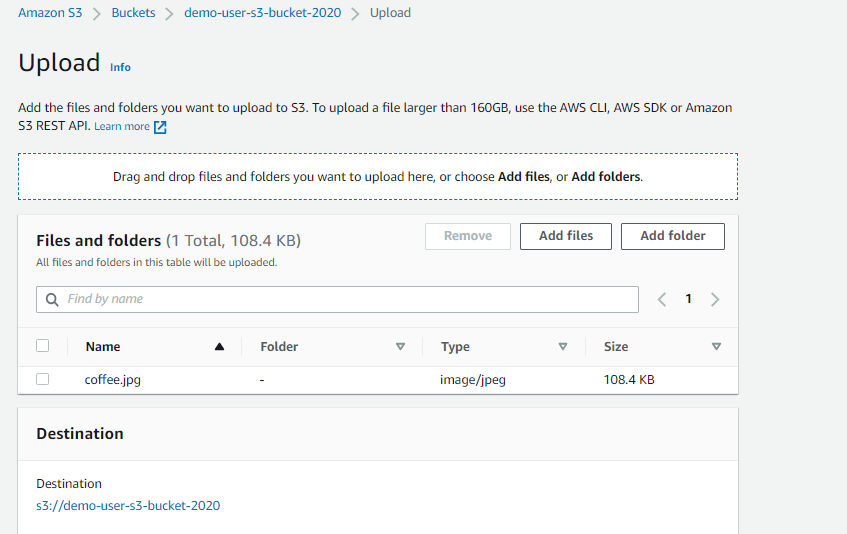 Amazon S3 > Buckets > demo-user-s3-bucket-2020 > Upload
Upload Info
Add the files and folders you want to upload to S3. To upload a file larger than 160GB, use the AWS CLI, AWS SDK or Amazon
S3 REST API. Learn more
Drag and drop files and folders you want to upload here, or choose Add files, or Add folders.
Files and folders (1 Total, 108.4 KB) Remove Add files Add folder
All files and folders in this table will be uploaded.
Find by name 1
Name Folder Type Size
coffee.jpg - image/jpeg 108.4 KB
Destination
Destination
s3://demo-user-s3-bucket-2020